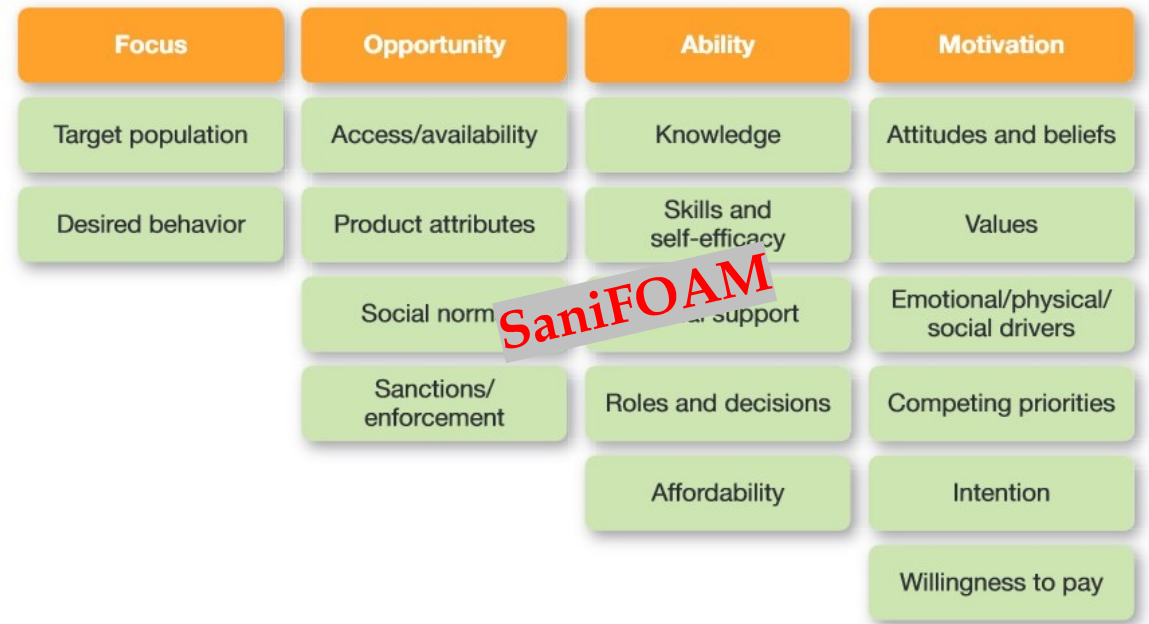 Focus
Opportunity
Ability
Motivation
Target population
Access/availability
Knowledge
Attitudes and beliefs
Desired behavior
Product attributes
Skills and
self-efficacy
Values
Social norm
SaniFOAM
support
Emotional/physical/
social drivers
Sanctions/
enforcement
Roles and decisions
Competing priorities
Affordability
Intention
Willingness to pay